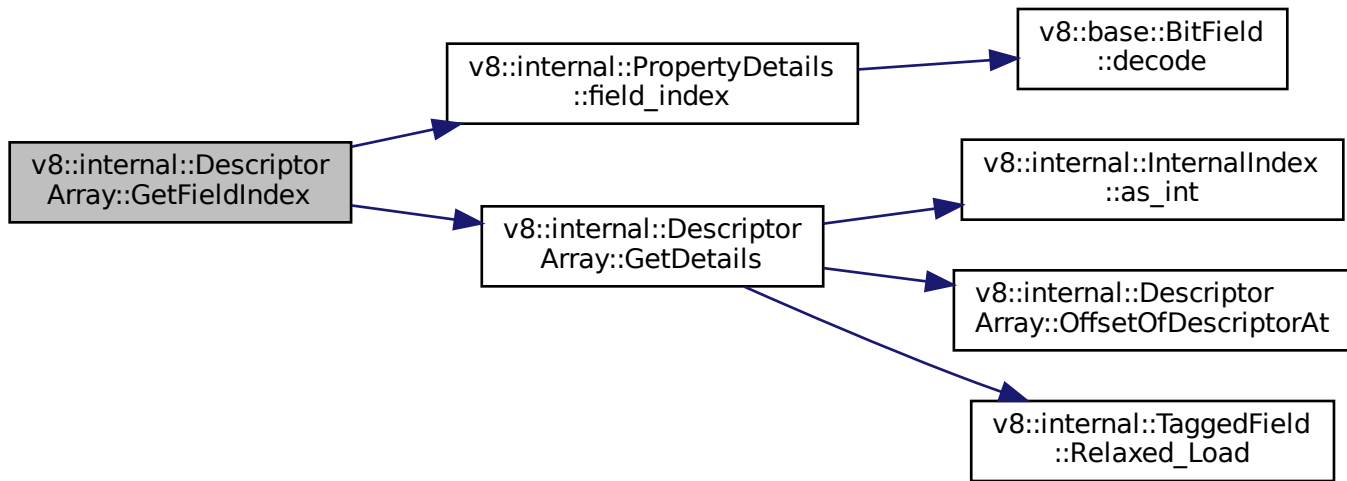 v8::internal::Descriptor
Array::GetFieldIndex
v8::internal::PropertyDetails
::field_index
v8::base::BitField
::decode
v8::internal::Descriptor
Array::GetDetails
v8::internal::InternalIndex
::as_int
v8::internal::Descriptor
Array::OffsetOfDescriptorAt
v8::internal::TaggedField
::Relaxed_Load